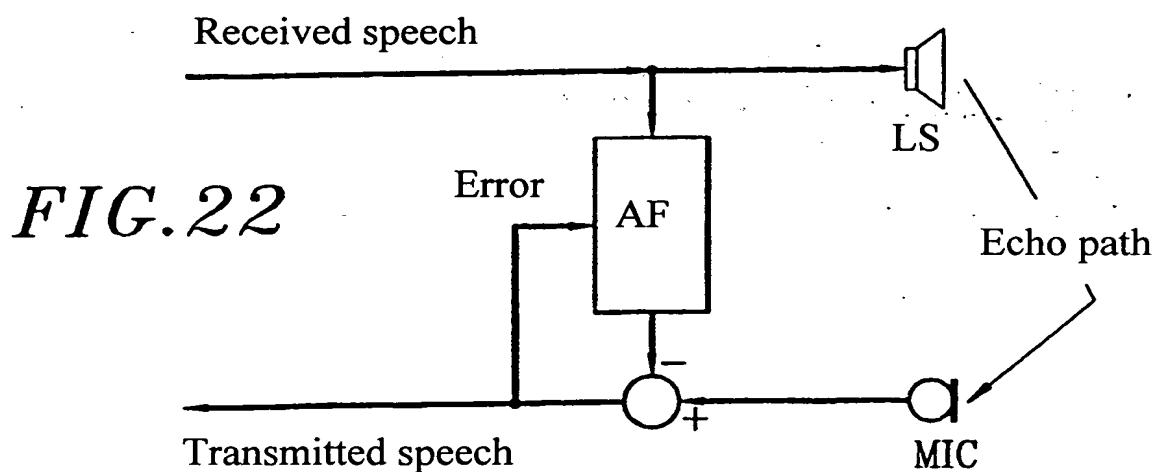 Received speech
LS
Error
AF
FIG.22
Echo path
−
+
Transmitted speech
MIC